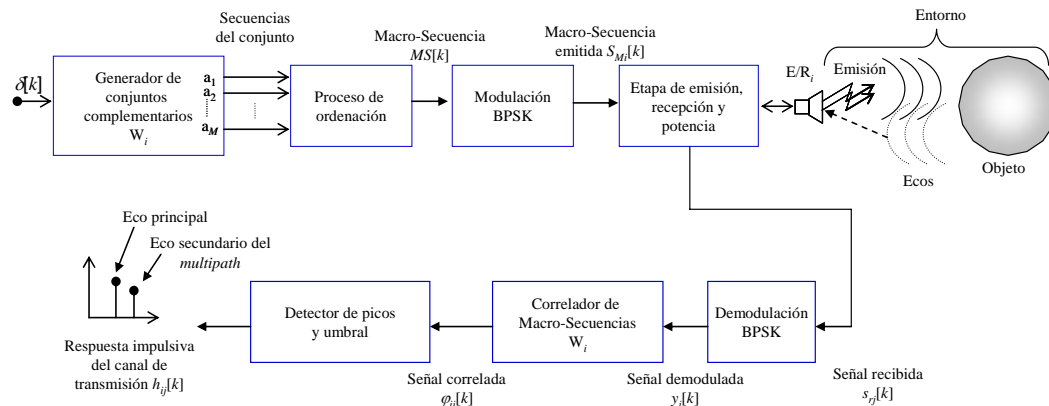 Secuencias
del conjunto
Macro-Secuencia
MS[k]
Macro-Secuencia
emitida S_Mi[k]
Entorno
δ[k]
Generador de
conjuntos
complementarios
W_i
a_1
a_2
a_M
Proceso de
ordenación
Modulación
BPSK
Etapa de emisión,
recepción y
potencia
E/R_i
Emisión
Ecos
Objeto
Eco principal
Eco secundario del
multipath
Respuesta impulsiva
del canal de
transmisión h_ij[k]
Detector de picos
y umbral
Correlador de
Macro-Secuencias
W_i
Demodulación
BPSK
Señal correlada
φ_ij[k]
Señal demodulada
y_i[k]
Señal recibida
s_rj[k]